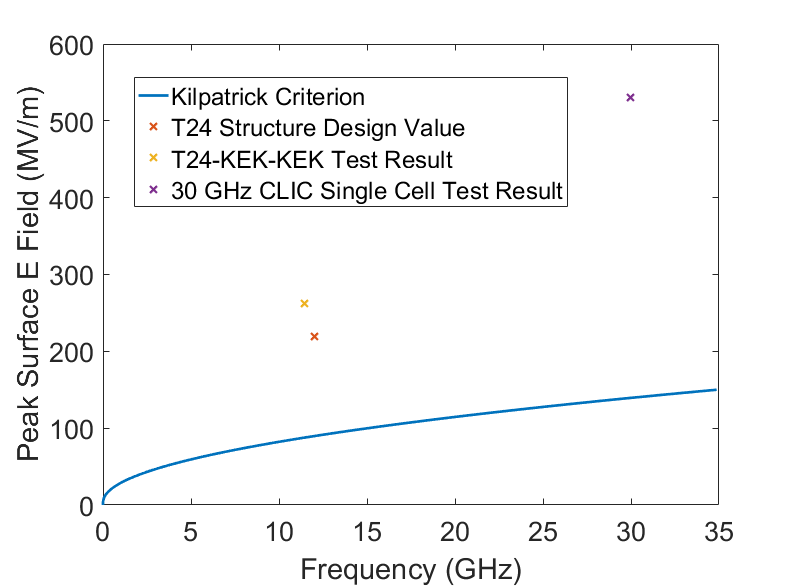 600
500
400
300
200
100
0
Peak Surface E Field (MV/m)
Kilpatrick Criterion
T24 Structure Design Value
T24-KEK-KEK Test Result
30 GHz CLIC Single Cell Test Result
0 5 10 15 20 25 30 35
Frequency (GHz)